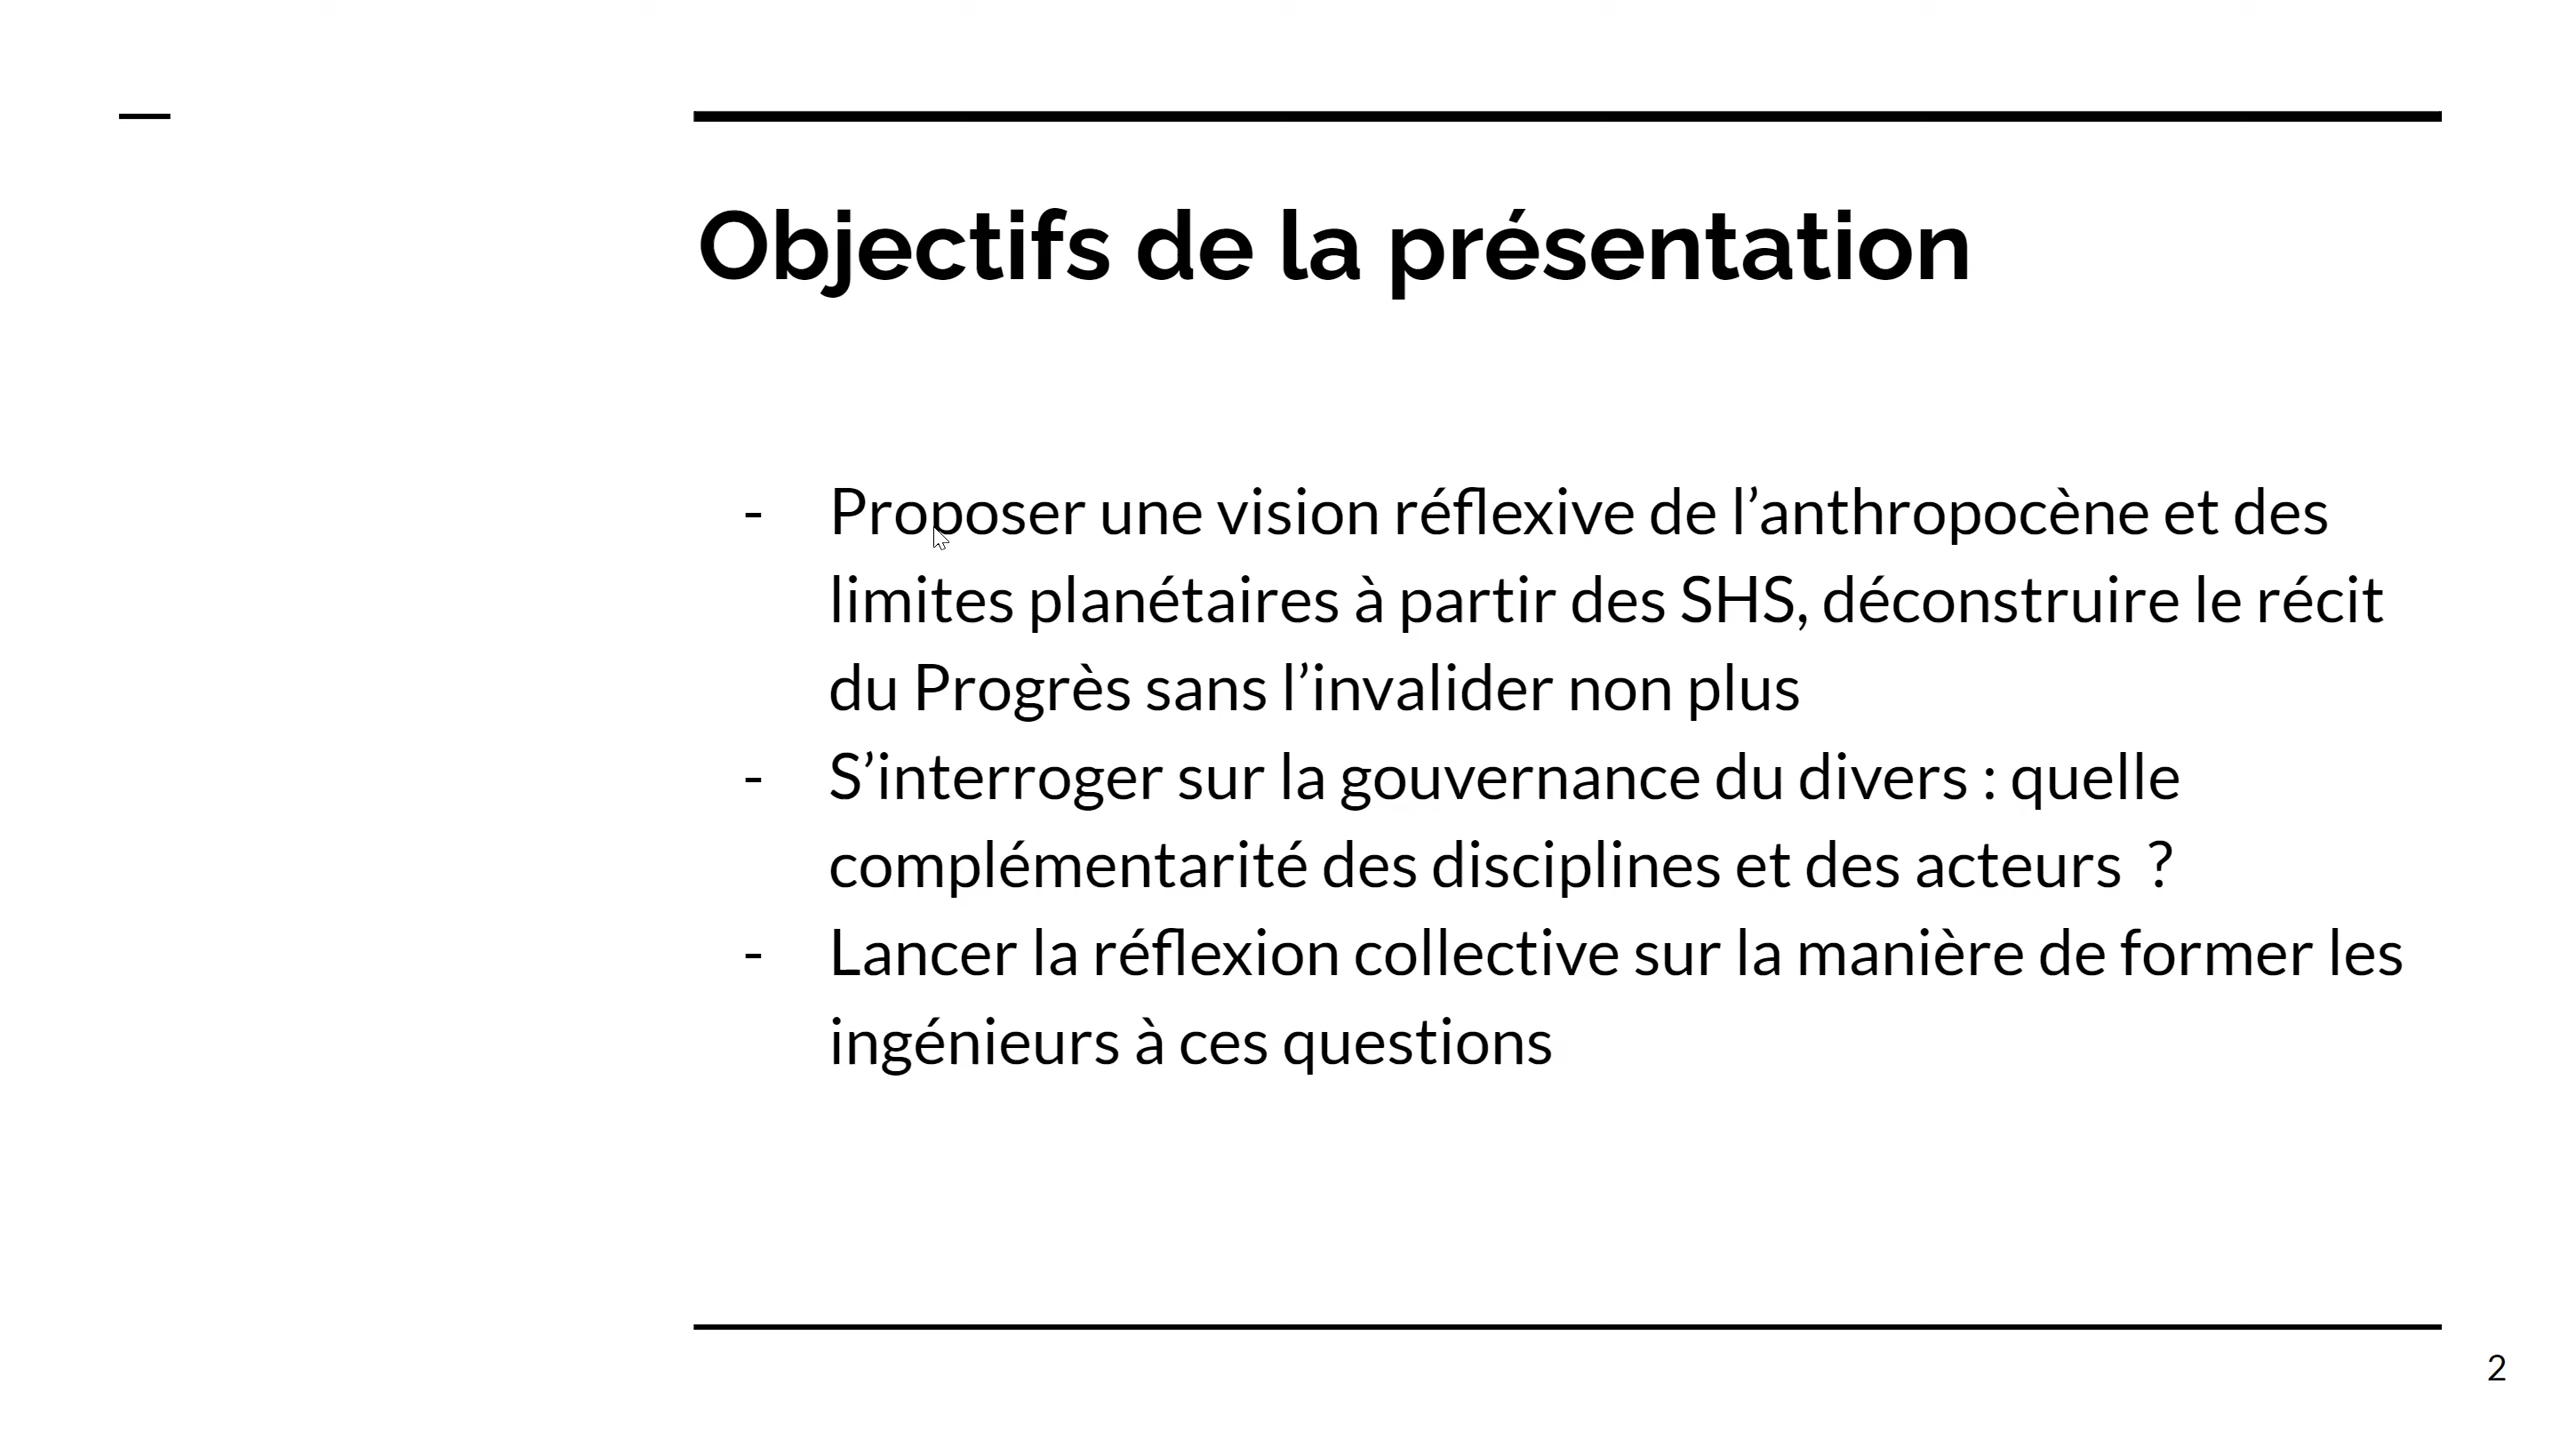 Objectifs de la présentation
- Proposer une vision réflexive de l’anthropocène et des
limites planétaires à partir des SHS, déconstruire le récit
du Progrès sans l’invalider non plus
- S’interroger sur la gouvernance du divers : quelle
complémentarité des disciplines et des acteurs  ?
- Lancer la réflexion collective sur la manière de former les
ingénieurs à ces questions
2